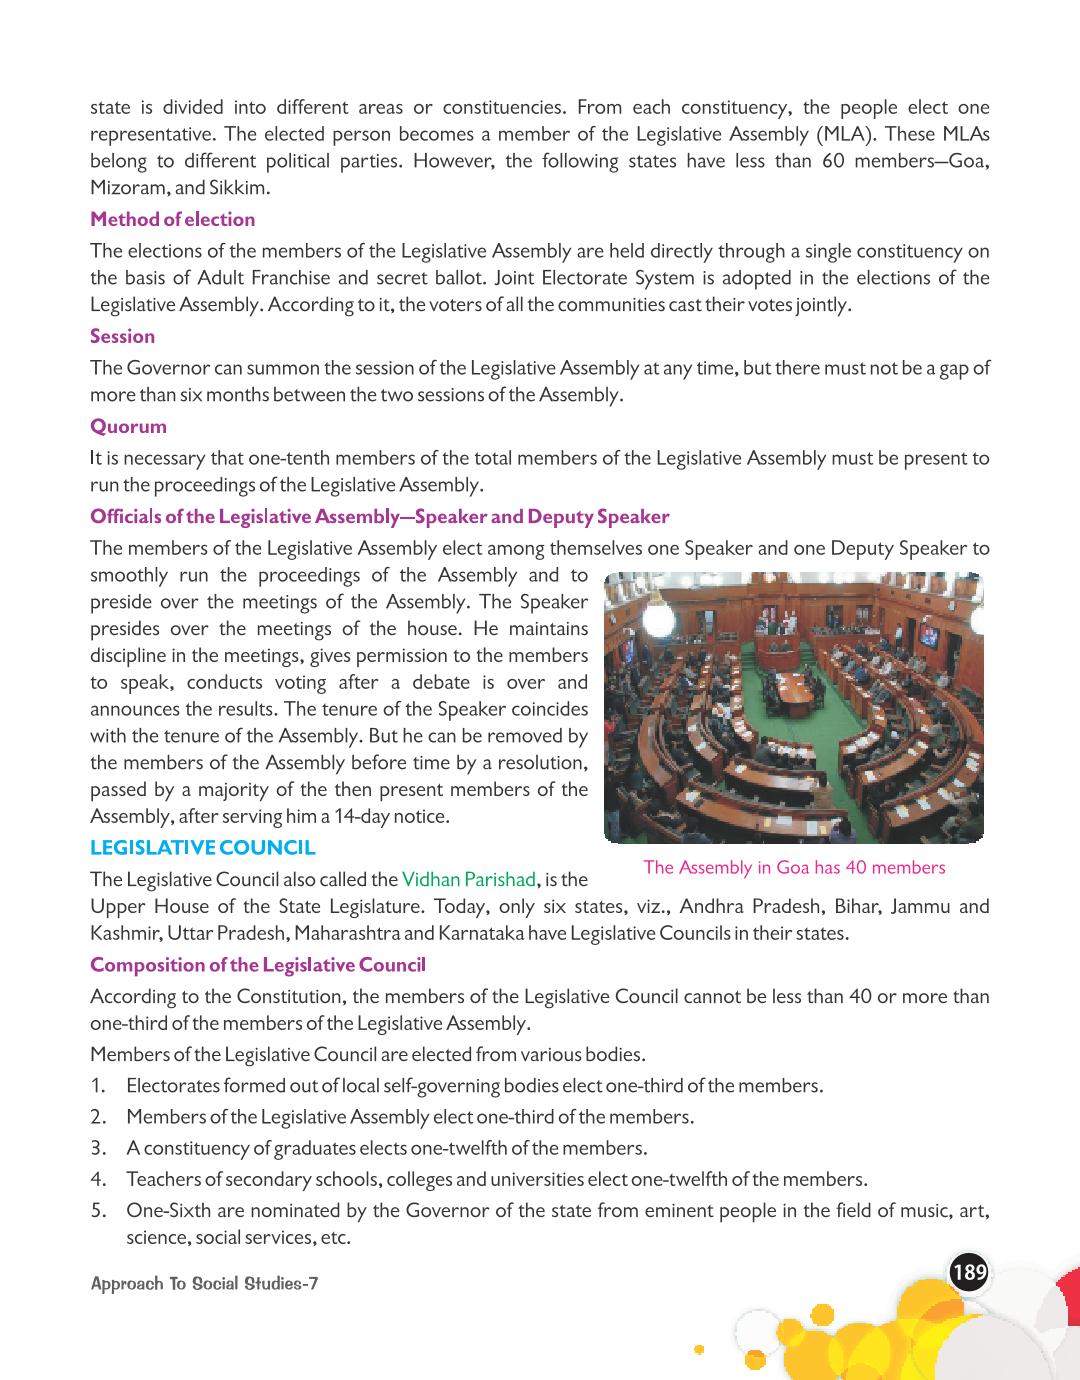 state is divided into different areas or constituencies. From each constituency, the people elect one
representative. The elected person becomes a member of the Legislative Assembly (MLA). These MLAs
belong to different political parties. However, the following states have less than 60 members—Goa,
Mizoram, and Sikkim.
Method of election
The elections of the members of the Legislative Assembly are held directly through a single constituency on
the basis of Adult Franchise and secret ballot. Joint Electorate System is adopted in the elections of the
Legislative Assembly. According to it, the voters of all the communities cast their votes jointly.
Session
The Governor can summon the session of the Legislative Assembly at any time, but there must not be a gap of
more than six months between the two sessions of the Assembly.
Quorum
It is necessary that one-tenth members of the total members of the Legislative Assembly must be present to
run the proceedings of the Legislative Assembly.
Officials of the Legislative Assembly—Speaker and Deputy Speaker
The members of the Legislative Assembly elect among themselves one Speaker and one Deputy Speaker to
smoothly run the proceedings of the Assembly and to
preside over the meetings of the Assembly. The Speaker
presides over the meetings of the house. He maintains
discipline in the meetings, gives permission to the members
to speak, conducts voting after a debate is over and
announces the results. The tenure of the Speaker coincides
with the tenure of the Assembly. But he can be removed by
the members of the Assembly before time by a resolution,
passed by a majority of the then present members of the
Assembly, after serving him a 14-day notice.
The Assembly in Goa has 40 members
LEGISLATIVE COUNCIL
The Legislative Council also called the Vidhan Parishad, is the
Upper House of the State Legislature. Today, only six states, viz., Andhra Pradesh, Bihar, Jammu and
Kashmir, Uttar Pradesh, Maharashtra and Karnataka have Legislative Councils in their states.
Composition of the Legislative Council
According to the Constitution, the members of the Legislative Council cannot be less than 40 or more than
one-third of the members of the Legislative Assembly.
Members of the Legislative Council are elected from various bodies.
1. Electorates formed out of local self-governing bodies elect one-third of the members.
2. Members of the Legislative Assembly elect one-third of the members.
3. A constituency of graduates elects one-twelfth of the members.
4. Teachers of secondary schools, colleges and universities elect one-twelfth of the members.
5. One-Sixth are nominated by the Governor of the state from eminent people in the field of music, art,
science, social services, etc.
Approach To Social Studies-7
189